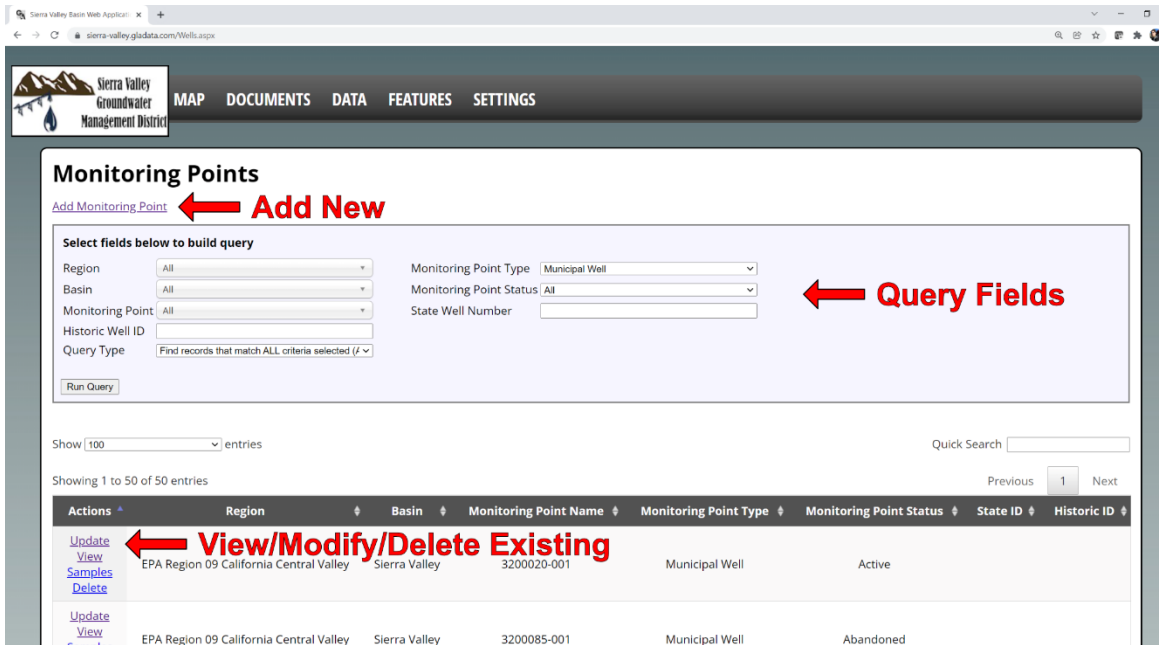 Sierra Valley Basin Web Applicati
sierra-valley.gladata.com/Wells.aspx
Sierra Valley
Groundwater
Management District
MAP DOCUMENTS DATA FEATURES SETTINGS
Monitoring Points
Add Monitoring Point Add New
Select fields below to build query
Region All Monitoring Point Type Municipal Well
Basin All Monitoring Point Status All
Query Fields
Monitoring Point All State Well Number
Historic Well ID
Query Type Find records that match ALL criteria selected (A
Run Query
Show 100 entries Quick Search
Showing 1 to 50 of 50 entries Previous 1 Next
Actions Region Basin Monitoring Point Name Monitoring Point Type Monitoring Point Status State ID Historic ID
Update
View/Modify/Delete Existing
View
Samples
Delete
EPA Region 09 California Central Valley Sierra Valley 3200020-001 Municipal Well Active
Update
View
EPA Region 09 California Central Valley Sierra Valley 3200085-001 Municipal Well Abandoned